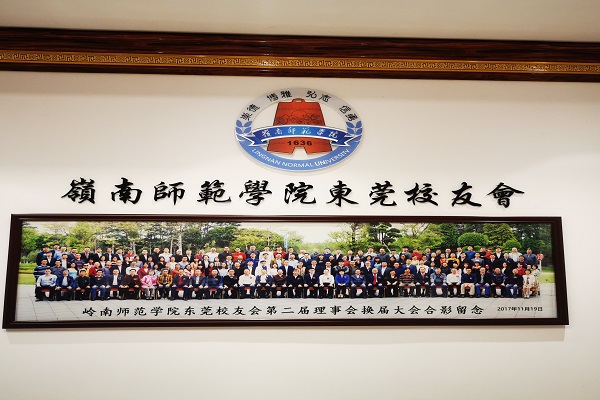 崇德 博雅 弘志 信勇
嶺南師範學院
1636
LINGNAN NORMAL UNIVERSITY
嶺南師範學院東莞校友會
岭南师范学院东莞校友会第二届理事会换届大会合影留念 2017年11月19日